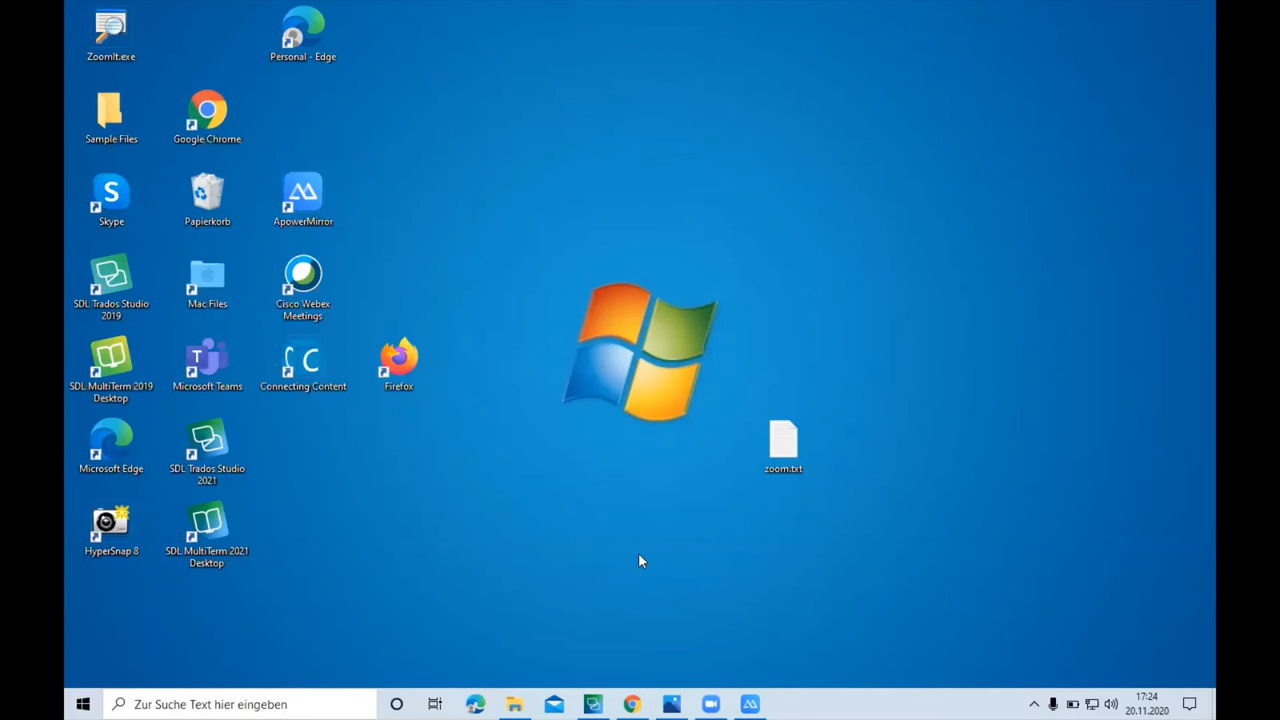 ZoomIt.exe
Personal - Edge
Sample Files
Google Chrome
S
Skype
Papierkorb
ApowerMirror
SDL Trados Studio
2019
Mac Files
Cisco Webex
Meetings
SDL MultiTerm 2019
Desktop
T
Microsoft Teams
C C
Connecting Content
Firefox
Microsoft Edge
SDL Trados Studio
2021
zoom.txt
HyperSnap 8
SDL MultiTerm 2021
Desktop
Zur Suche Text hier eingeben
17:24
20.11.2020